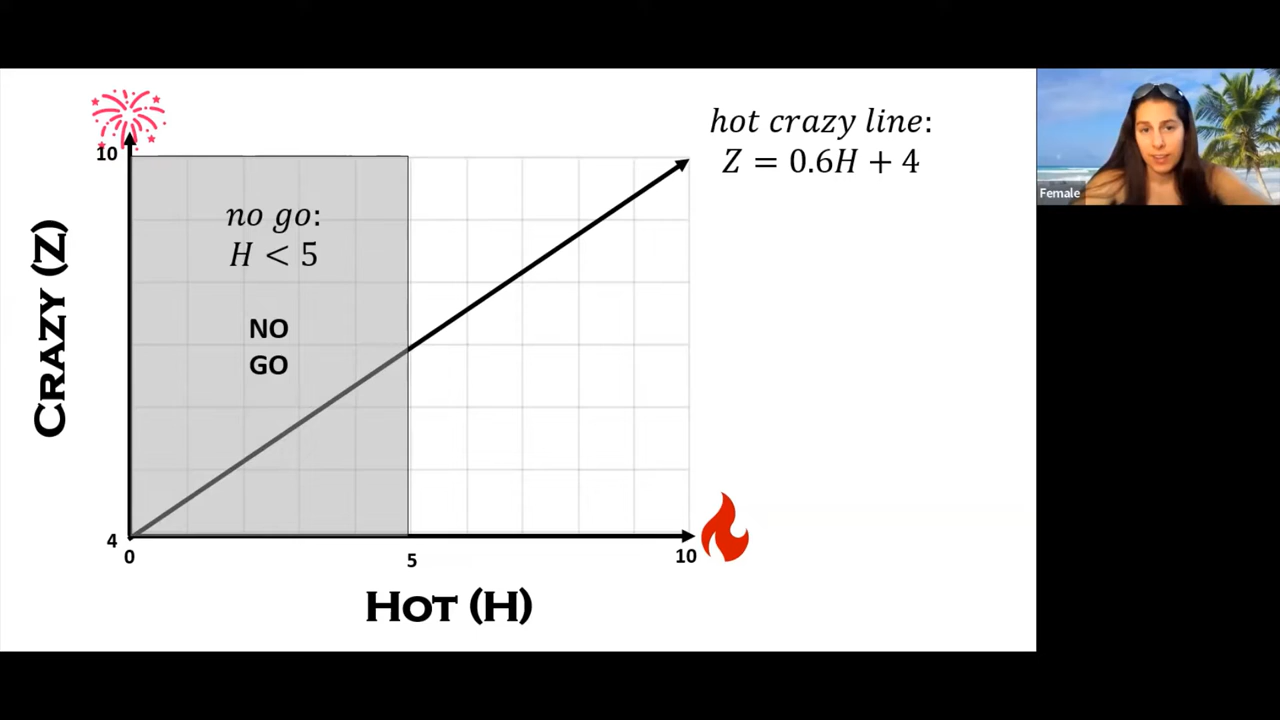 hot crazy line:
Z = 0.6H + 4
10
no go:
H < 5
NO
GO
CRAZY (Z)
4
0
5
10
HOT (H)
Female